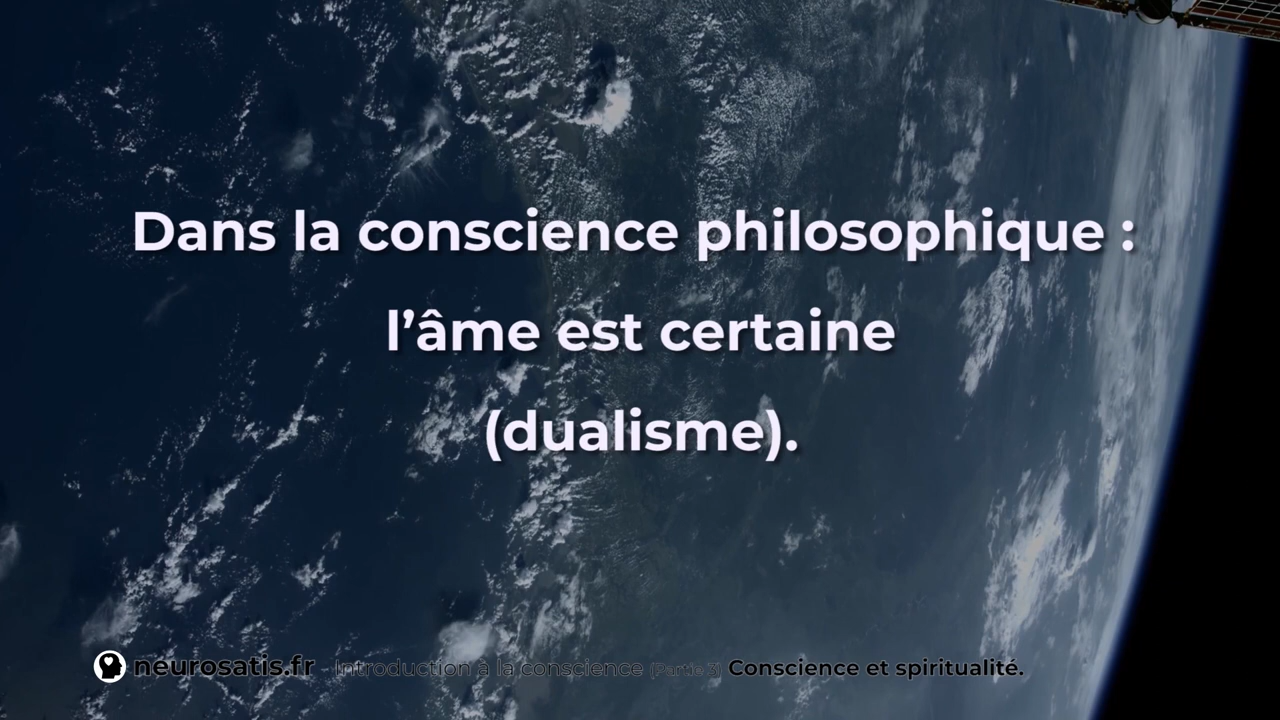 Dans la conscience philosophique :
l’âme est certaine
(dualisme).
neurosatis.fr Introduction à la conscience (Partie 3) Conscience et spiritualité.